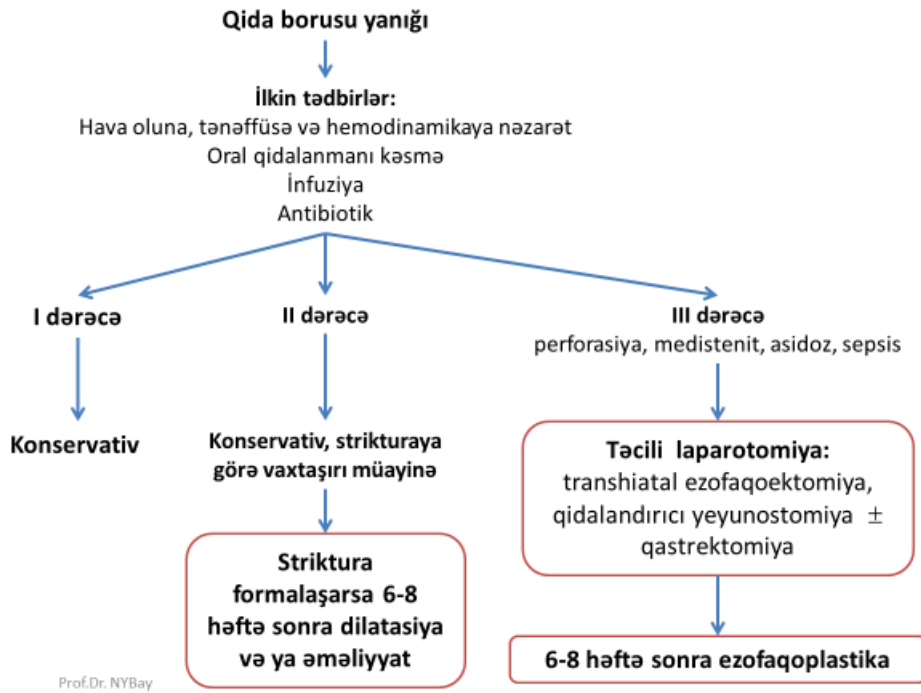 Qida borusu yanığı
İlkin tədbirlər:
Hava oluna, tənəffüsə və hemodinamikaya nəzarət
Oral qidalanmanı kəsmə
İnfuziya
Antibiotik
I dərəcə
Konservativ
II dərəcə
Konservativ, strikturaya
görə vaxtaşırı müayinə
Striktura
formalaşarsa 6-8
həftə sonra dilatasiya
və ya əməliyyat
III dərəcə
perforasiya, medistenit, asidoz, sepsis
Təcili laparotomiya:
transhiatal ezofaqoektomiya,
qidalandırıcı yeyunostomiya ±
qastrektomiya
6-8 həftə sonra ezofaqoplastika
Prof.Dr. NYBay